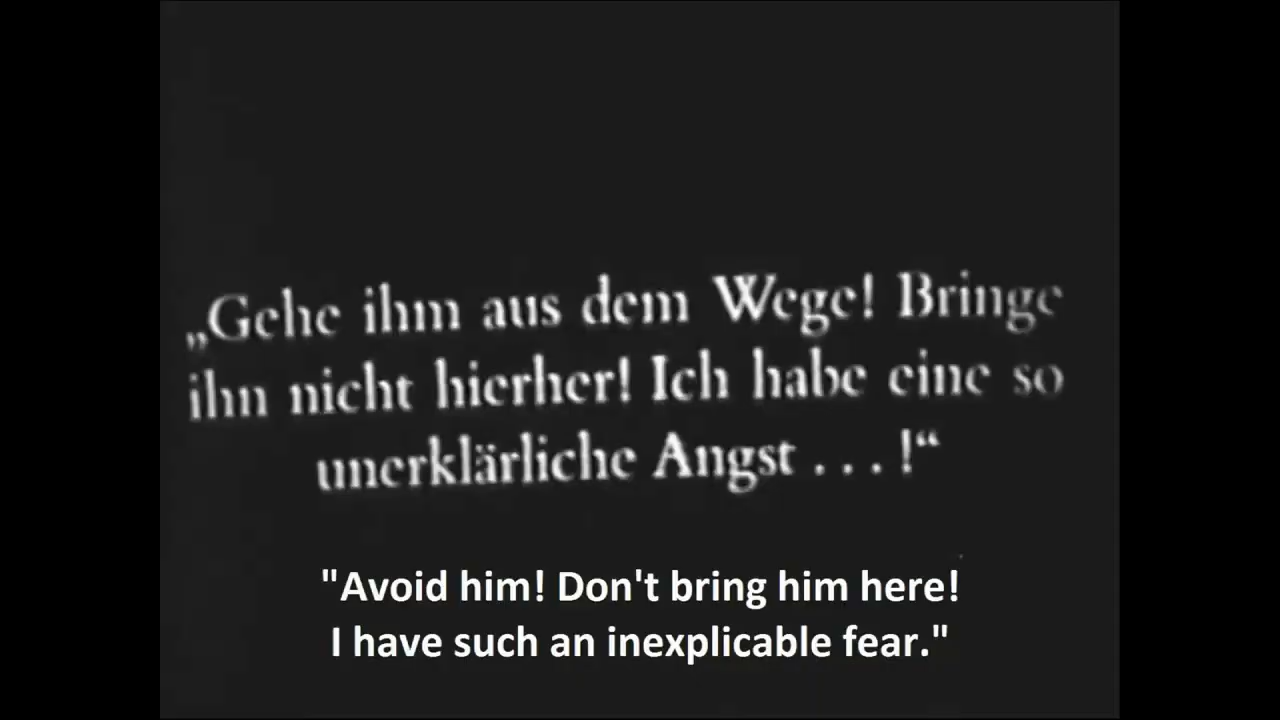 „Gehe ihm aus dem Wege! Bringe
ihn nicht hierher! Ich habe eine so
unerklärliche Angst . . . !“
"Avoid him! Don't bring him here!
I have such an inexplicable fear."